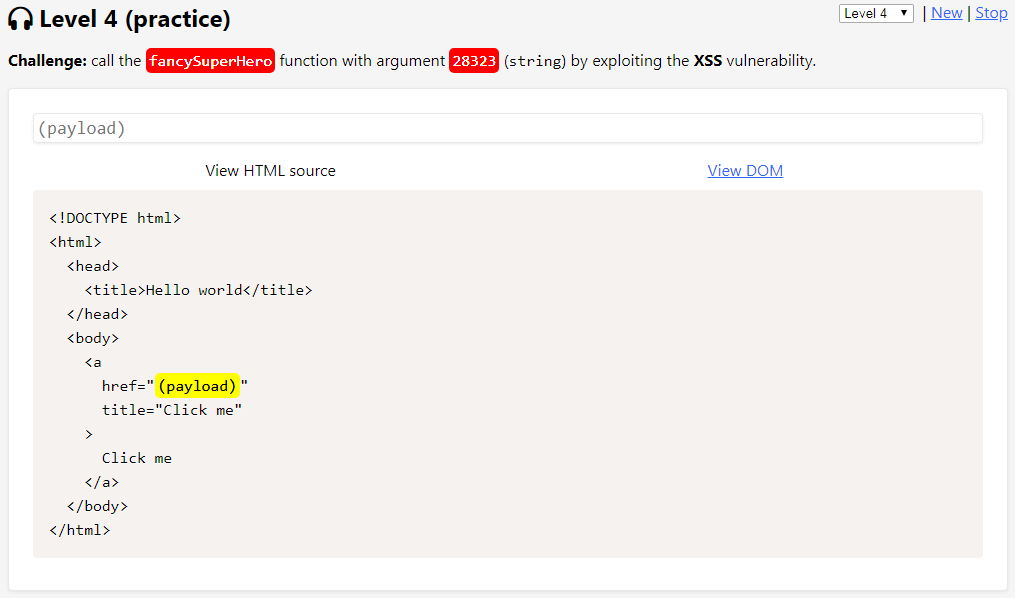 Level 4 (practice)
Level 4 ▼ | New | Stop
Challenge: call the fancySuperHero function with argument 28323 (string) by exploiting the XSS vulnerability.
(payload)
View HTML source View DOM
<!DOCTYPE html>
<html>
<head>
<title>Hello world</title>
</head>
<body>
<a
href="(payload)"
title="Click me"
>
Click me
</a>
</body>
</html>